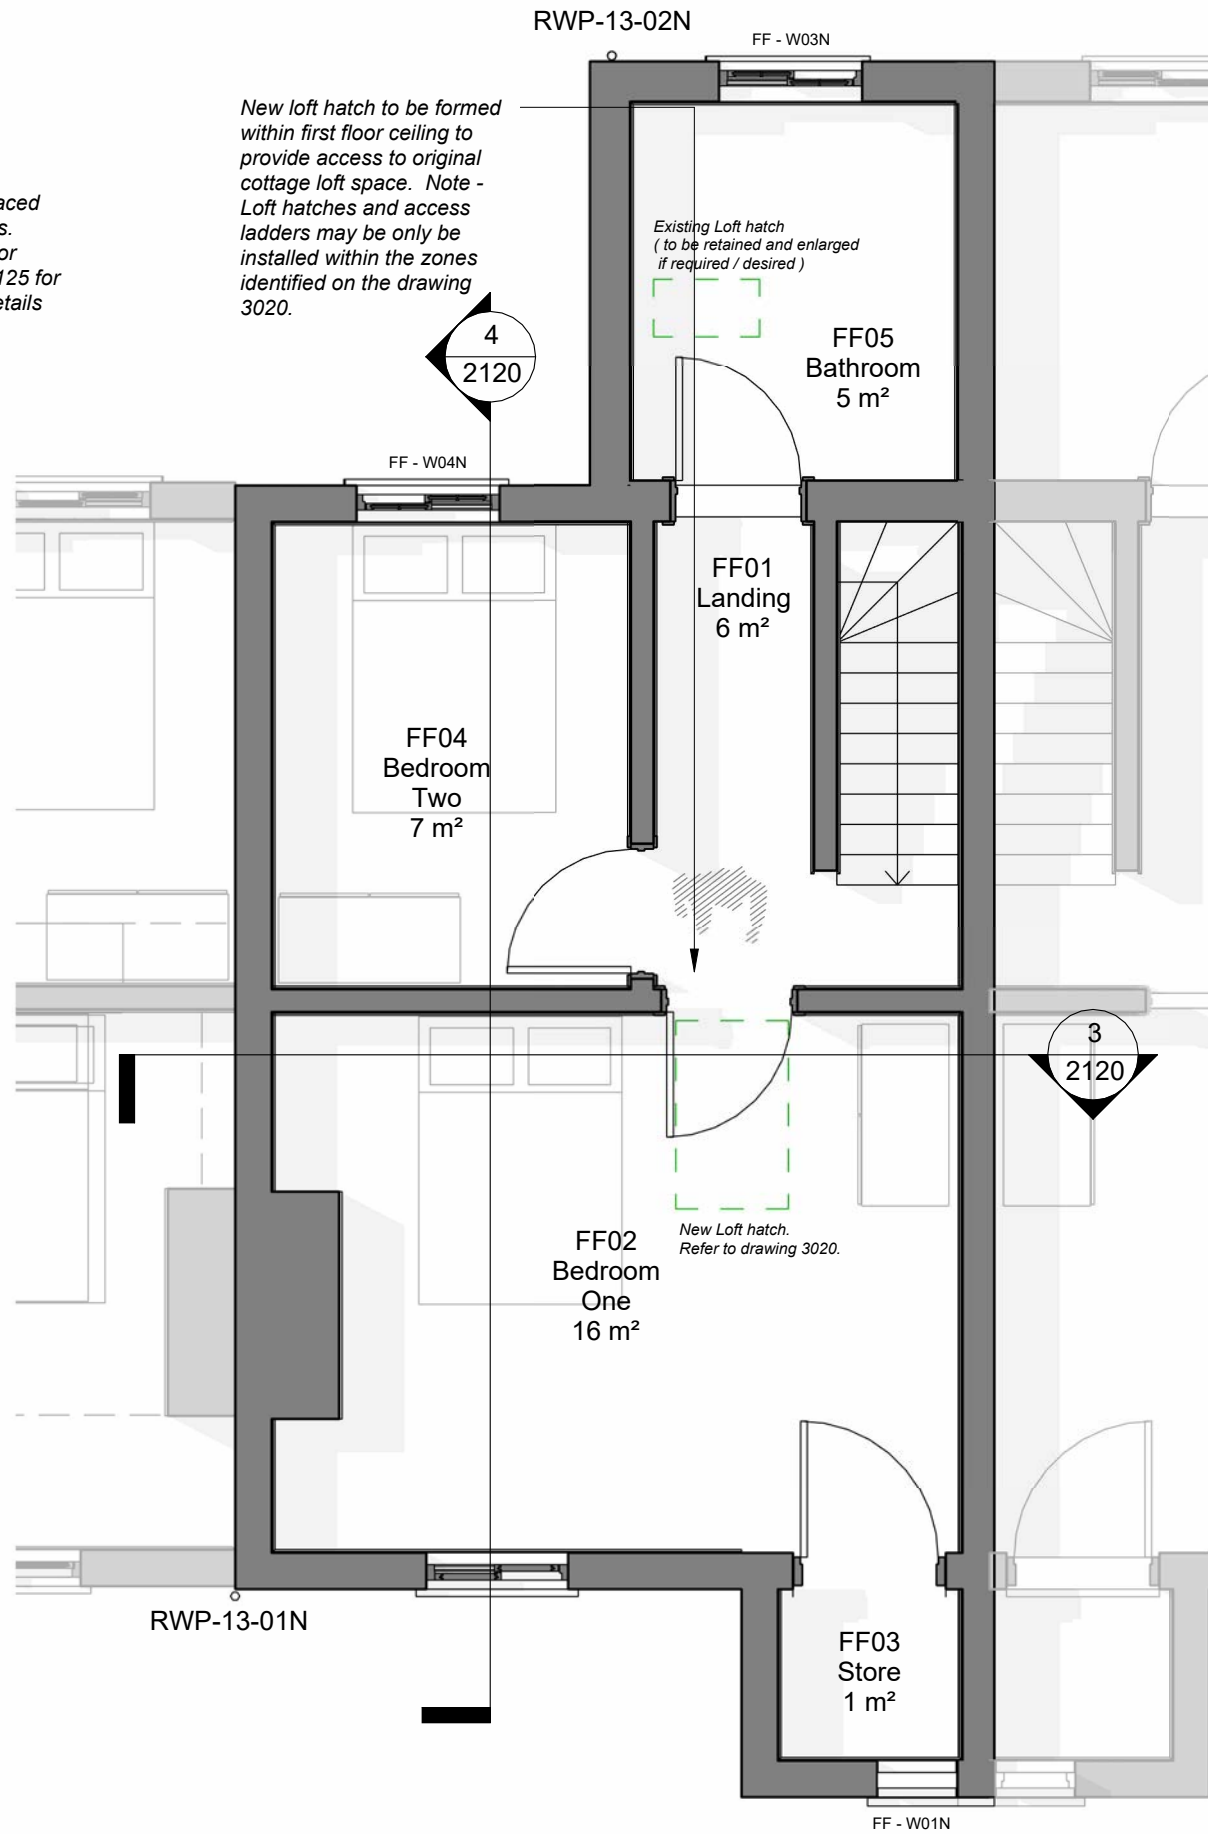 RWP-13-02N
FF - W03N
New loft hatch to be formed
within first floor ceiling to
provide access to original
cottage loft space. Note -
Loft hatches and access
ladders may be only be
installed within the zones
identified on the drawing
3020.
aced
s.
or
125 for
etails
Existing Loft hatch
( to be retained and enlarged
if required / desired )
4
2120
FF05
Bathroom
5 m²
FF - W04N
FF01
Landing
6 m²
FF04
Bedroom
Two
7 m²
3
2120
New Loft hatch.
Refer to drawing 3020.
FF02
Bedroom
One
16 m²
RWP-13-01N
FF03
Store
1 m²
FF - W01N